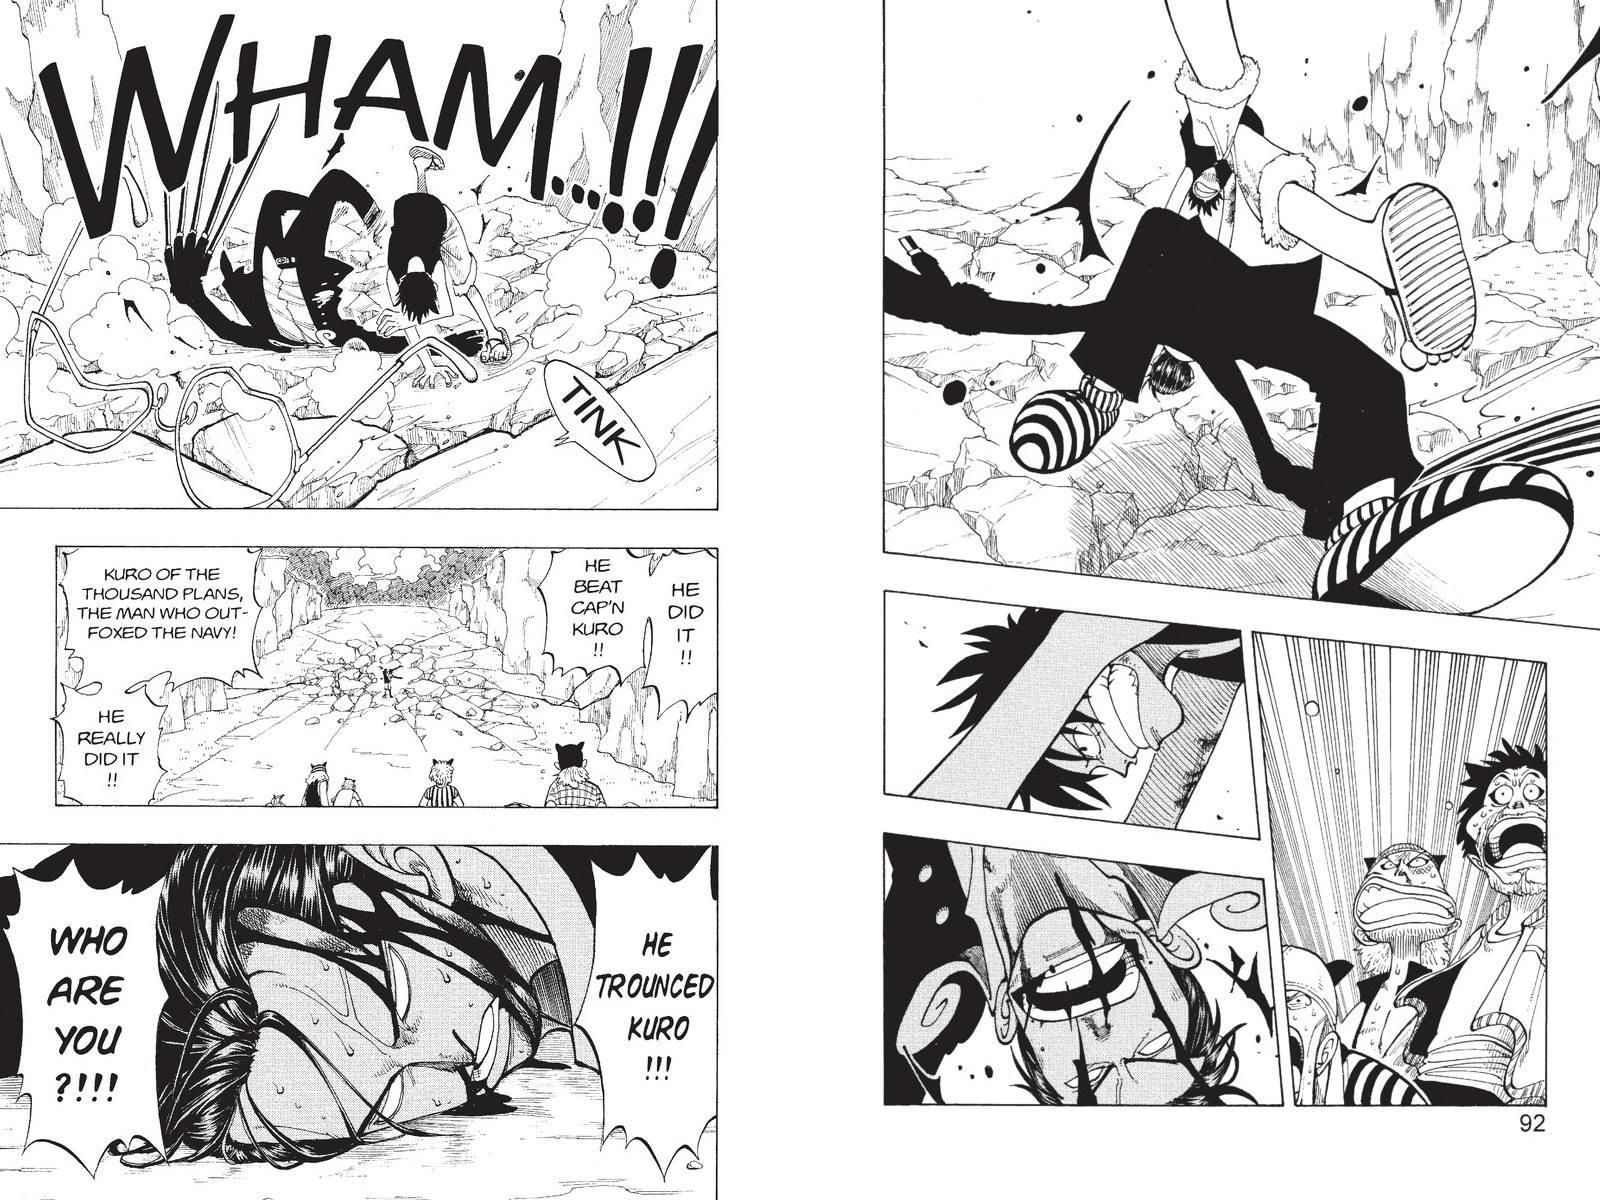 92
WHAM...!!!
TINK
HE
DID
IT
!!
HE
BEAT
CAP'N
KURO
!!
KURO OF THE
THOUSAND PLANS,
THE MAN WHO OUT-
FOXED THE NAVY!
HE
REALLY
DID IT
!!
HE
TROUNCED
KURO
!!!
WHO
ARE
YOU
?!!!